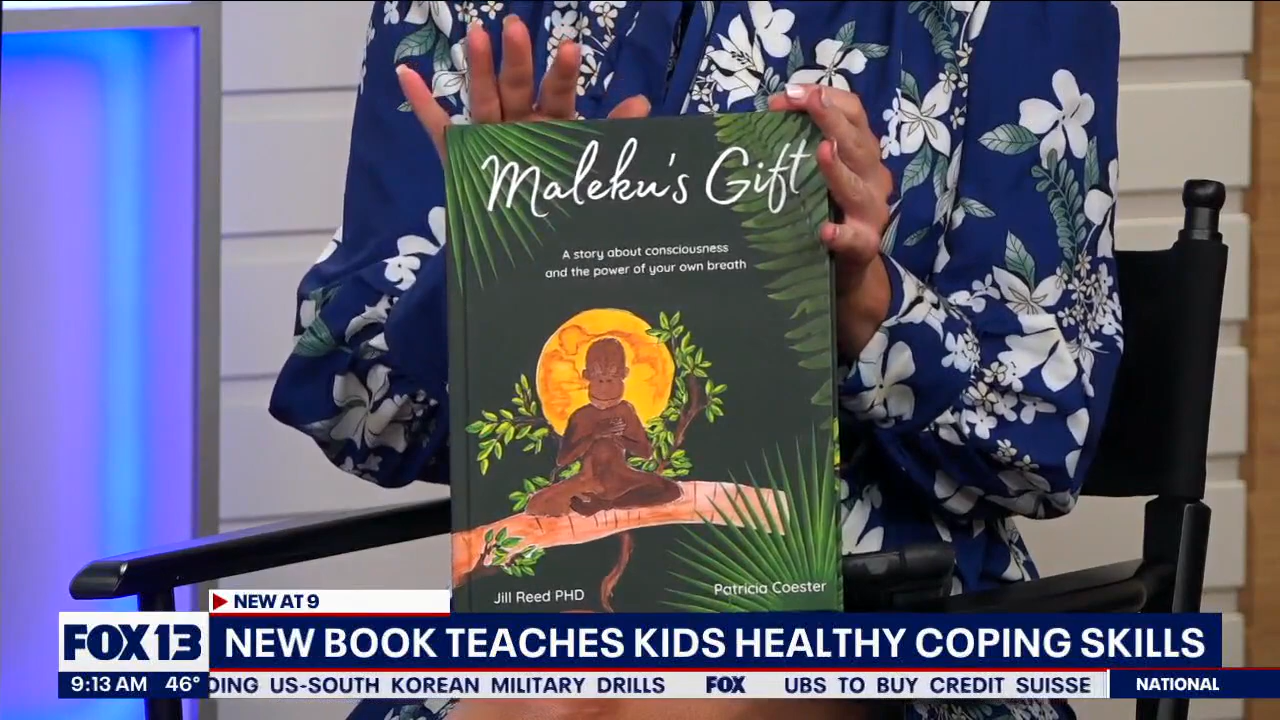 Maleku's Gift
A story about consciousness
and the power of your own breath
Jill Reed PHD
Patricia Coester
NEW AT 9
FOX 13
NEW BOOK TEACHES KIDS HEALTHY COPING SKILLS
9:13 AM 46°
US-SOUTH KOREAN MILITARY DRILLS FOX UBS TO BUY CREDIT SUISSE
NATIONAL